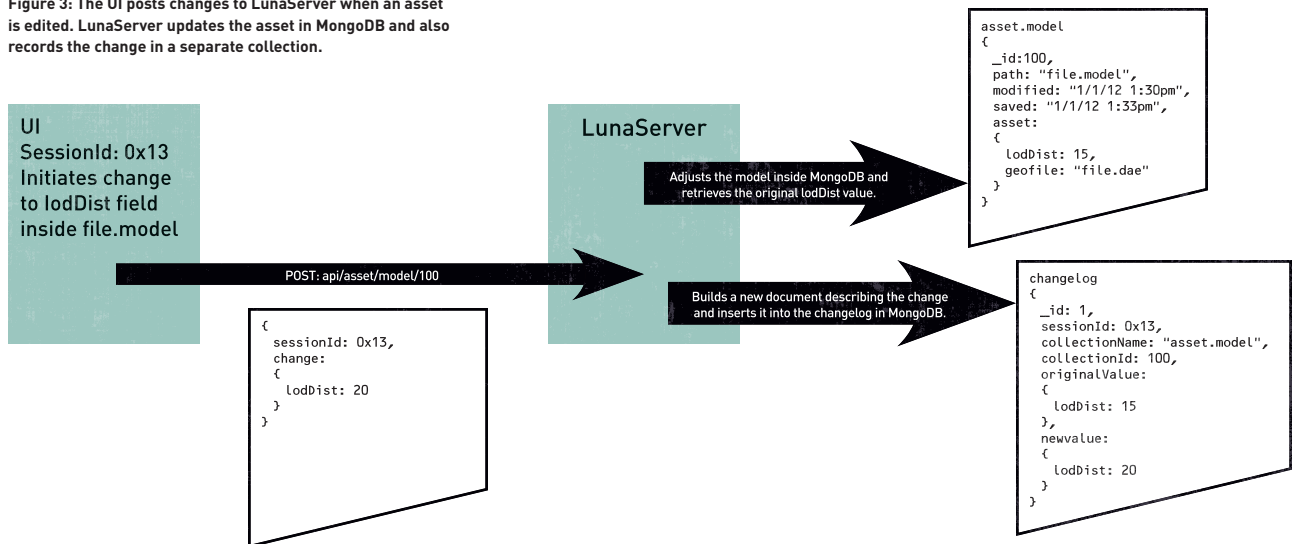 Figure 3: The UI posts changes to LunaServer when an asset
is edited. LunaServer updates the asset in MongoDB and also
records the change in a separate collection.
UI
SessionId: 0x13
Initiates change
to lodDist field
inside file.model
POST: api/asset/model/100
{
sessionId: 0x13,
change:
{
lodDist: 20
}
}
LunaServer
Adjusts the model inside MongoDB and
retrieves the original lodDist value.
Builds a new document describing the change
and inserts it into the changelog in MongoDB.
asset.model
{
_id:100,
path: "file.model",
modified: "1/1/12 1:30pm",
saved: "1/1/12 1:33pm",
asset:
{
lodDist: 15,
geofile: "file.dae"
}
}
changelog
{
_id: 1,
sessionId: 0x13,
collectionName: "asset.model",
collectionId: 100,
originalValue:
{
lodDist: 15
},
newvalue:
{
lodDist: 20
}
}